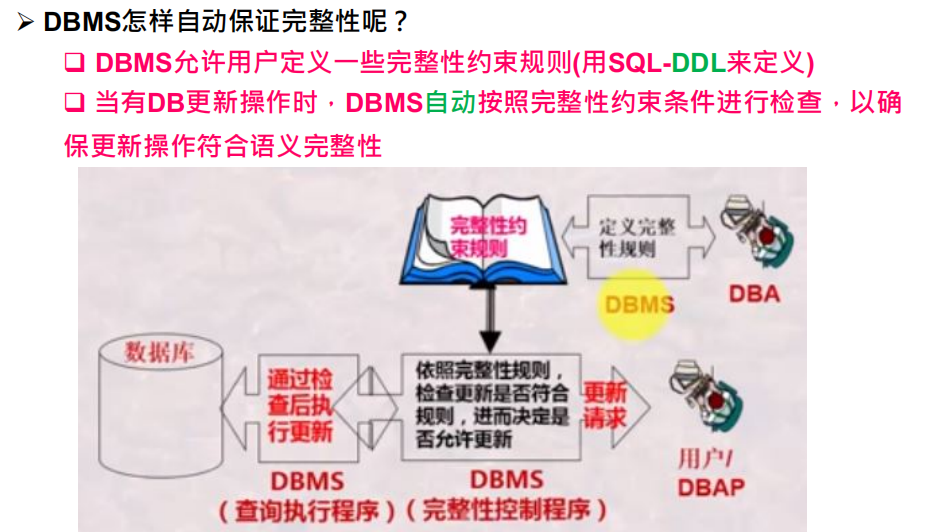 ➢ DBMS怎样自动保证完整性呢？
❑ DBMS允许用户定义一些完整性约束规则(用SQL-DDL来定义)
❑ 当有DB更新操作时，DBMS自动按照完整性约束条件进行检查，以确
保更新操作符合语义完整性
完整性约
束规则
定义完整
性规则
DBMS
DBA
数据库
通过检
查后执
行更新
依照完整性规则，
检查更新是否符合
规则，进而决定是
否允许更新
更新
请求
用户/
DBAP
DBMS
（查询执行程序）
DBMS
（完整性控制程序）